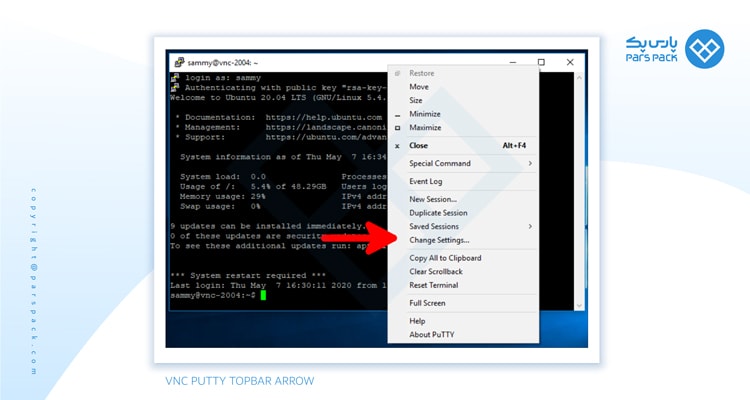 پارس پک
PARS PACK
sammy@vnc-2004: ~
login as: sammy
Authenticating with public key "rsa-key-
Welcome to Ubuntu 20.04 LTS (GNU/Linux 5.4.
* Documentation: https://help.ubuntu.com
* Management: https://landscape.canoni
* Support: https://ubuntu.com/advan
System information as of Thu May 7 16:34
System load: 0.0 Processes
Usage of /: 5.4% of 48.29GB Users log
Memory usage: 29% IPv4 addr
Swap usage: 0% IPv4 addr
9 updates can be installed immediately.
0 of these updates are security
To see these additional updates run: ap
*** System restart required ***
Last login: Thu May 7 16:30:11 2020 from 1
sammy@vnc-2004:~$
Restore
Move
Size
Minimize
Maximize
Close Alt+F4
Special Command
Event Log
New Session...
Duplicate Session
Saved Sessions
Change Settings...
Copy All to Clipboard
Clear Scrollback
Reset Terminal
Full Screen
Help
About PuTTY
copyright@parspack.com
VNC PUTTY TOPBAR ARROW